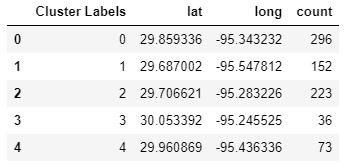 Cluster Labels lat long count
0 0 29.859336 -95.343232 296
1 1 29.687002 -95.547812 152
2 2 29.706621 -95.283226 223
3 3 30.053392 -95.245525 36
4 4 29.960869 -95.436336 73